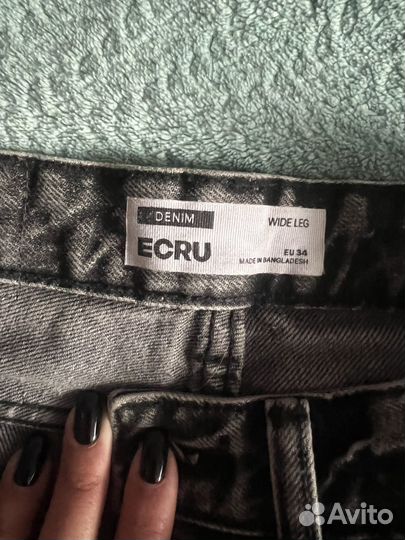 DENIM
WIDE LEG
ECRU
EU 34
MADE IN BANGLADESH
Avito